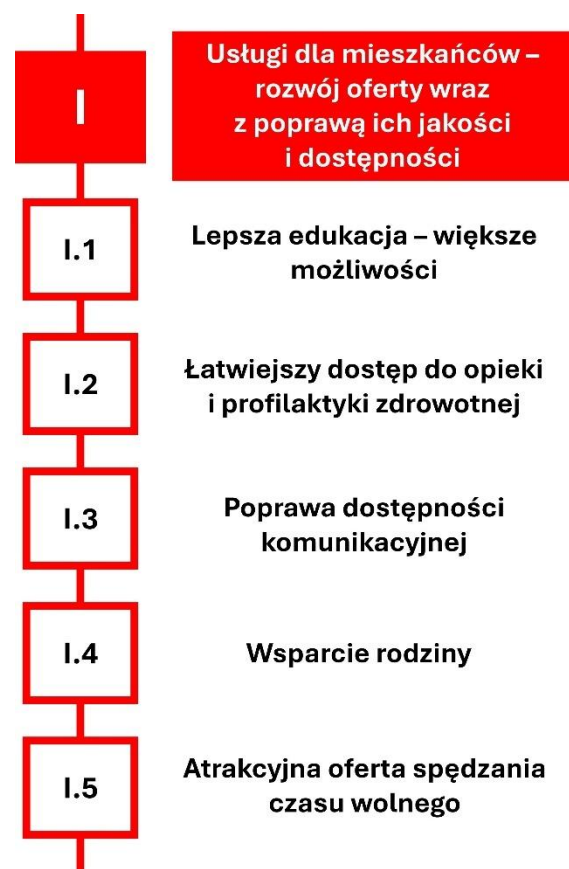 I
Usługi dla mieszkańców –
rozwój oferty wraz
z poprawą ich jakości
i dostępności
I.1
Lepsza edukacja – większe
możliwości
I.2
Łatwiejszy dostęp do opieki
i profilaktyki zdrowotnej
I.3
Poprawa dostępności
komunikacyjnej
I.4
Wsparcie rodziny
I.5
Atrakcyjna oferta spędzania
czasu wolnego